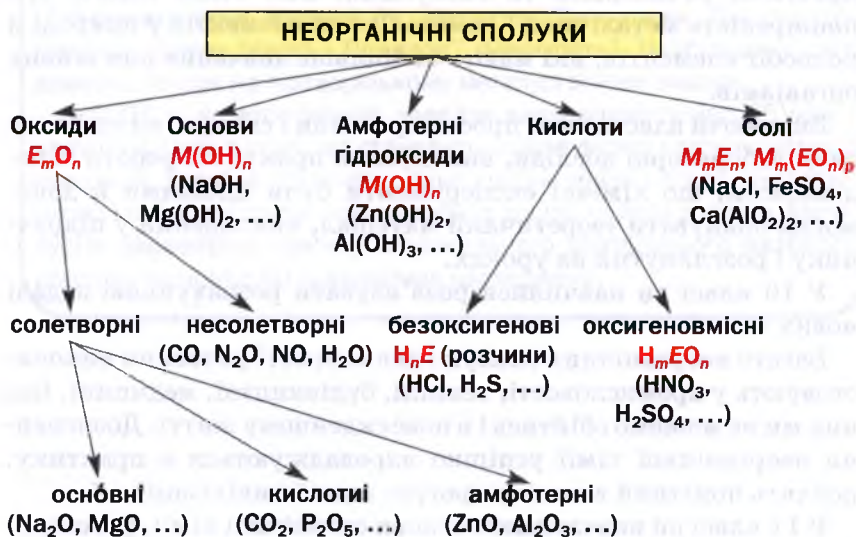 НЕОРГАНІЧНІ СПОЛУКИ
Оксиди
EₘOₙ
Основи
M(OH)ₙ
(NaOH,
Mg(OH)₂, ...)
Амфотерні
гідроксиди
M(OH)ₙ
(Zn(OH)₂,
Al(OH)₃, ...)
Кислоти
Солі
MₘEₙ, Mₘ(EOₙ)ₚ
(NaCl, FeSO₄,
Ca(AlO₂)₂, ...)
солетворні
несолетворні
(CO, N₂O, NO, H₂O)
безоксигенові
HₙE (розчини)
(HCl, H₂S, ...)
оксигеновмісні
HₘEOₙ
(HNO₃,
H₂SO₄, ...)
основні
(Na₂O, MgO, ...)
кислотні
(CO₂, P₂O₅, ...)
амфотерні
(ZnO, Al₂O₃, ...)